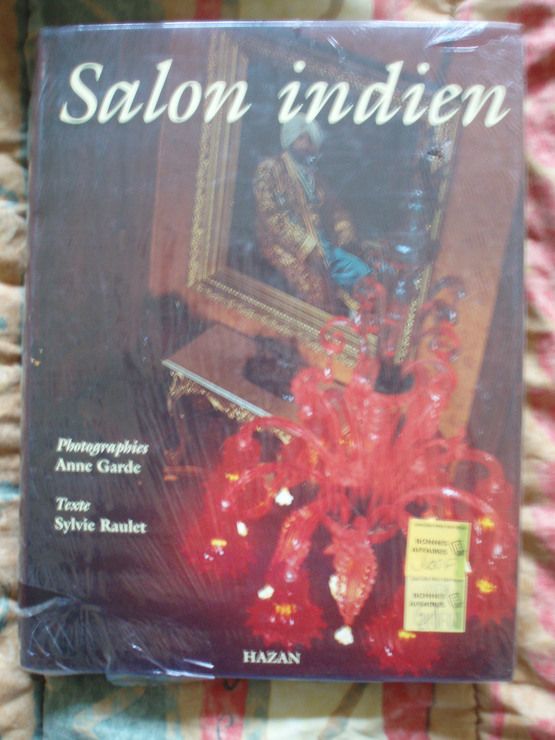 Salon indien
Photographies
Anne Garde
Texte
Sylvie Raulet
HAZAN